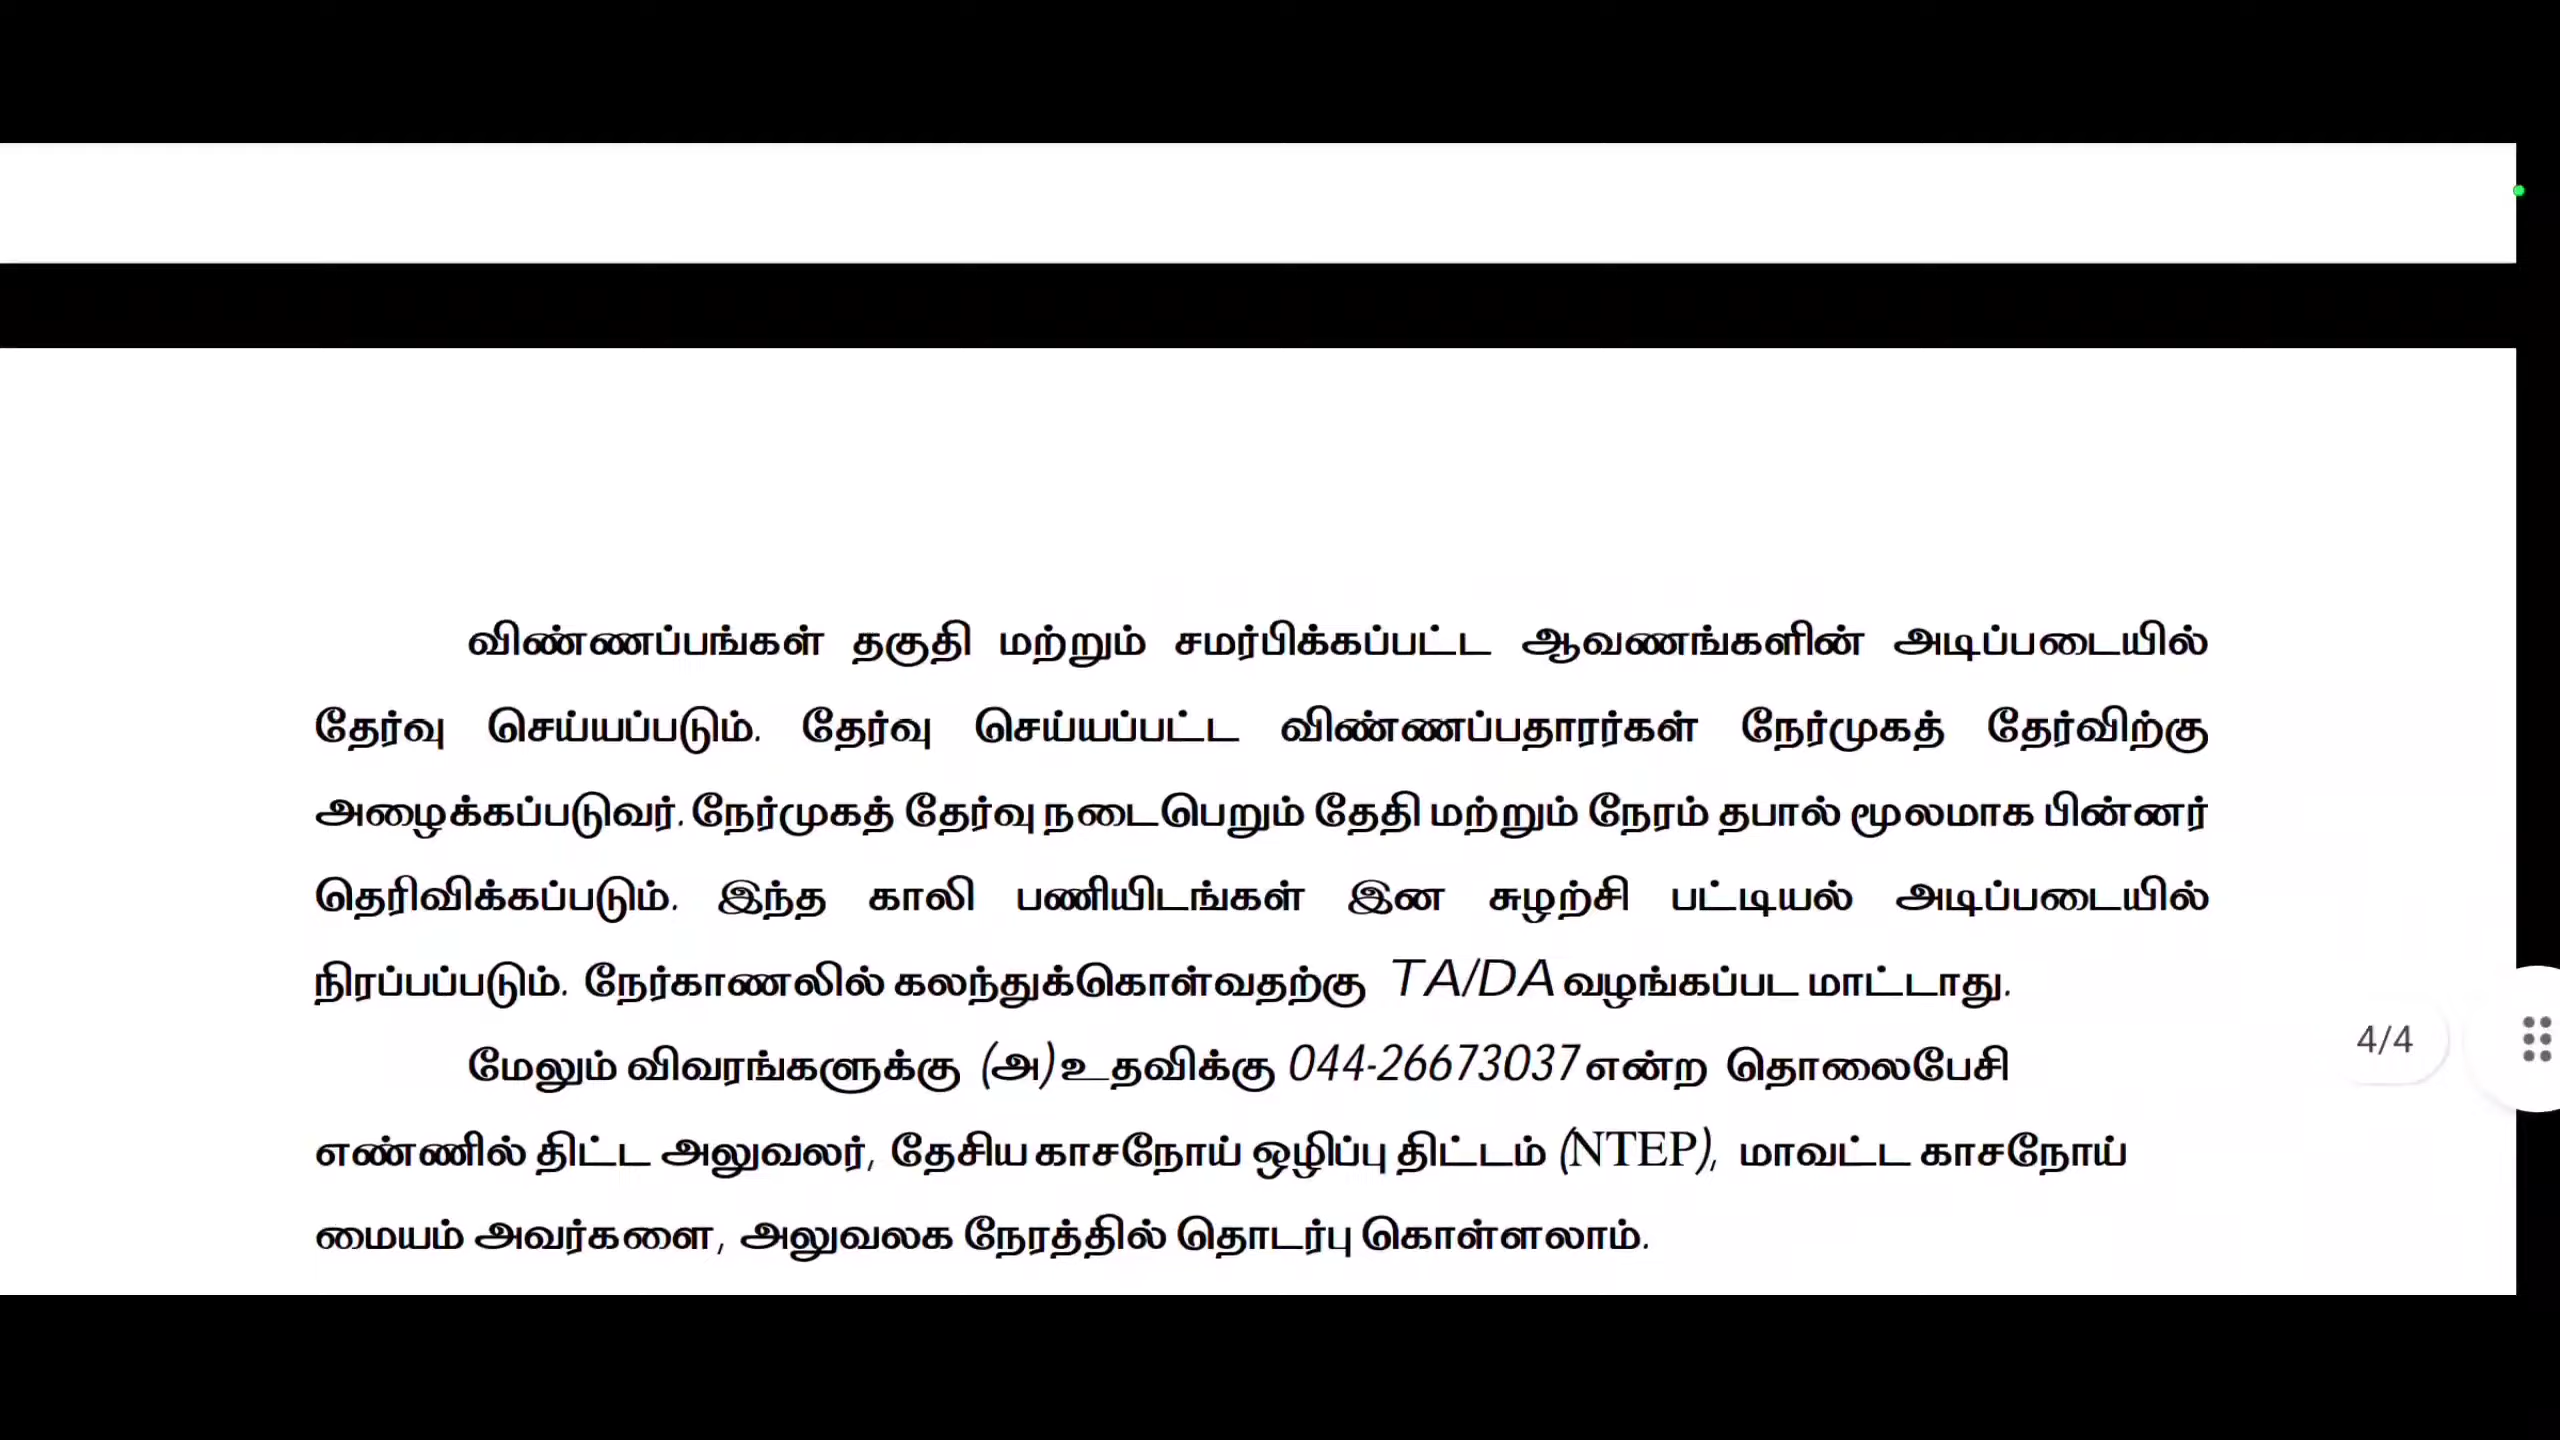 விண்ணப்பங்கள் தகுதி மற்றும் சமர்பிக்கப்பட்ட ஆவணங்களின் அடிப்படையில்
தேர்வு செய்யப்படும். தேர்வு செய்யப்பட்ட விண்ணப்பதாரர்கள் நேர்முகத் தேர்விற்கு
அழைக்கப்படுவர். நேர்முகத் தேர்வு நடைபெறும் தேதி மற்றும் நேரம் தபால் மூலமாக பின்னர்
தெரிவிக்கப்படும். இந்த காலி பணியிடங்கள் இன சுழற்சி பட்டியல் அடிப்படையில்
நிரப்பப்படும். நேர்காணலில் கலந்துக்கொள்வதற்கு TA/DA வழங்கப்பட மாட்டாது.
மேலும் விவரங்களுக்கு (அ) உதவிக்கு 044-26673037 என்ற தொலைபேசி
4/4
எண்ணில் திட்ட அலுவலர், தேசிய காசநோய் ஒழிப்பு திட்டம் (NTEP), மாவட்ட காசநோய்
மையம் அவர்களை, அலுவலக நேரத்தில் தொடர்பு கொள்ளலாம்.